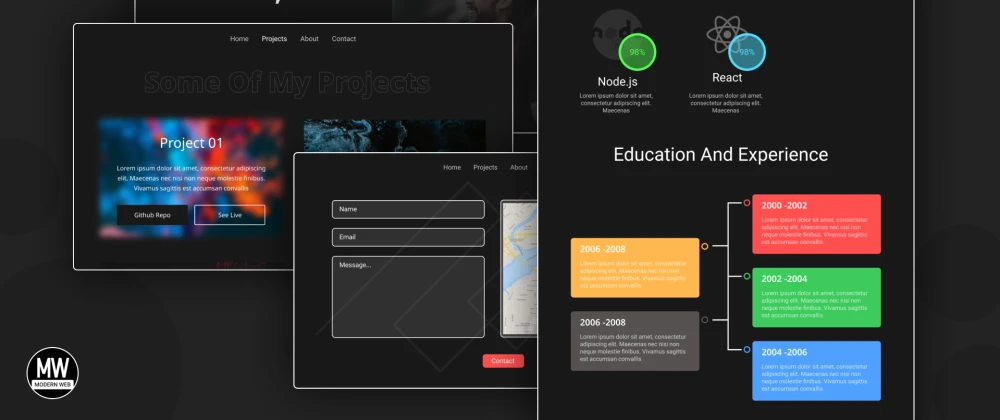 Home Projects About Contact
Some Of My Projects
Project 01
Lorem ipsum dolor sit amet, consectetur adipiscing
elit. Maecenas nec nisi non neque molestie finibus.
Vivamus sagittis est accumsan convallis
Github Repo
See Live
Home Projects About
Name
Email
Message...
Contact
98%
Node.js
Lorem ipsum dolor sit amet,
consectetur adipiscing elit.
Maecenas
98%
React
Lorem ipsum dolor sit amet,
consectetur adipiscing elit.
Maecenas
Education And Experience
2000 -2002
Lorem ipsum dolor sit amet, consectetur
adipiscing elit. Maecenas nec nisi non
neque molestie finibus. Vivamus sagittis
est accumsan convallis
2006 -2008
Lorem ipsum dolor sit amet, consectetur
adipiscing elit. Maecenas nec nisi non
neque molestie finibus. Vivamus sagittis
est accumsan convallis
2002 -2004
Lorem ipsum dolor sit amet, consectetur
adipiscing elit. Maecenas nec nisi non
neque molestie finibus. Vivamus sagittis
est accumsan convallis
2006 -2008
Lorem ipsum dolor sit amet, consectetur
adipiscing elit. Maecenas nec nisi non
neque molestie finibus. Vivamus sagittis
est accumsan convallis
2004 -2006
Lorem ipsum dolor sit amet, consectetur
adipiscing elit. Maecenas nec nisi non
neque molestie finibus. Vivamus sagittis
est accumsan convallis
MW
MODERN WEB